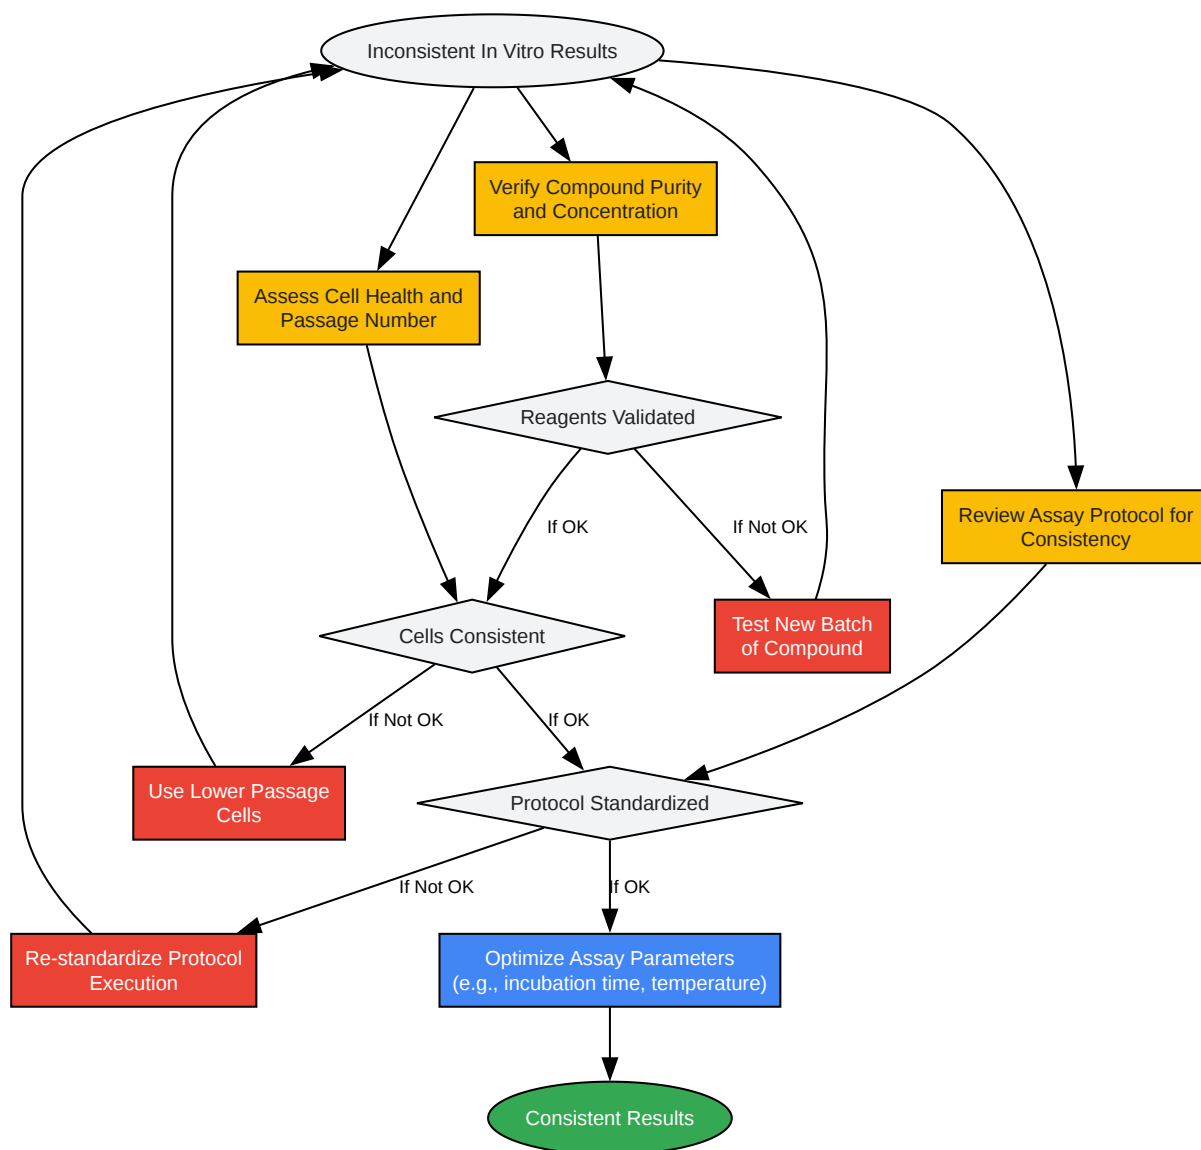 Inconsistent In Vitro Results
Verify Compound Purity
and Concentration
Assess Cell Health and
Passage Number
Reagents Validated
Review Assay Protocol for
Consistency
If OK
If Not OK
Test New Batch
of Compound
Cells Consistent
If Not OK
If OK
Use Lower Passage
Cells
Protocol Standardized
If Not OK
If OK
Re-standardize Protocol
Execution
Optimize Assay Parameters
(e.g., incubation time, temperature)
Consistent Results